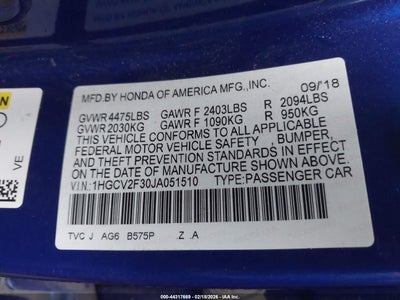 MFD.BY HONDA OF AMERICA MFG.,INC. 09/'18
GVWR 4475LBS GAWR F 2403LBS R 2094LBS
GVWR 2030KG GAWR F 1090KG R 950KG
THIS VEHICLE CONFORMS TO ALL APPLICABLE
FEDERAL MOTOR VEHICLE SAFETY , BUMPER,
AND THEFT PREVENTION STANDARDS IN EFFECT
ON THE DATE OF MANUFACTURE SHOWN ABOVE.
V.I.N:1HGCV2F30JA051510 TYPE:PASSENGER CAR
TVC J AG6 B575P .Z .A
VE
000-44317669 - 02/18/2026 - IAA Inc.